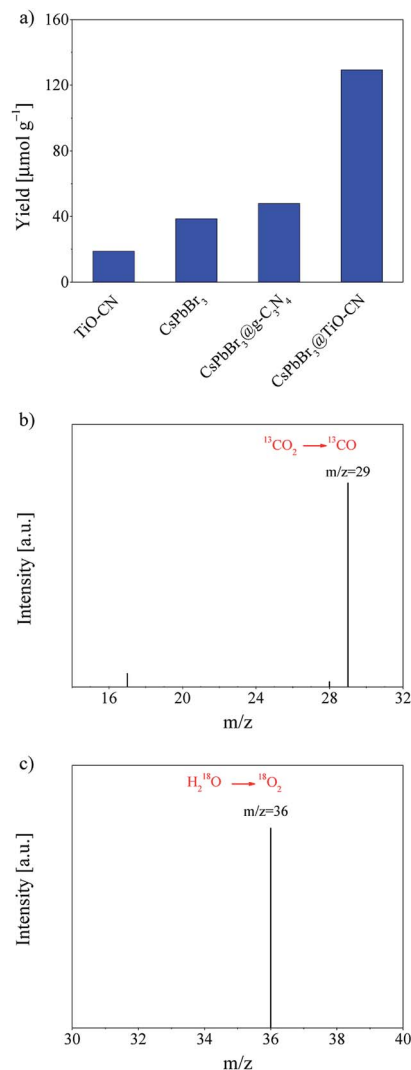 a)
160
120
80
40
0
Yield [μmol g⁻¹]
TiO-CN
CsPbBr₃
CsPbBr₃@g-C₃N₄
CsPbBr₃@TiO-CN
b)
¹³CO₂ ⟶ ¹³CO
m/z=29
Intensity [a.u.]
16 20 24 28 32
m/z
c)
H₂¹⁸O ⟶ ¹⁸O₂
m/z=36
Intensity [a.u.]
30 32 34 36 38 40
m/z